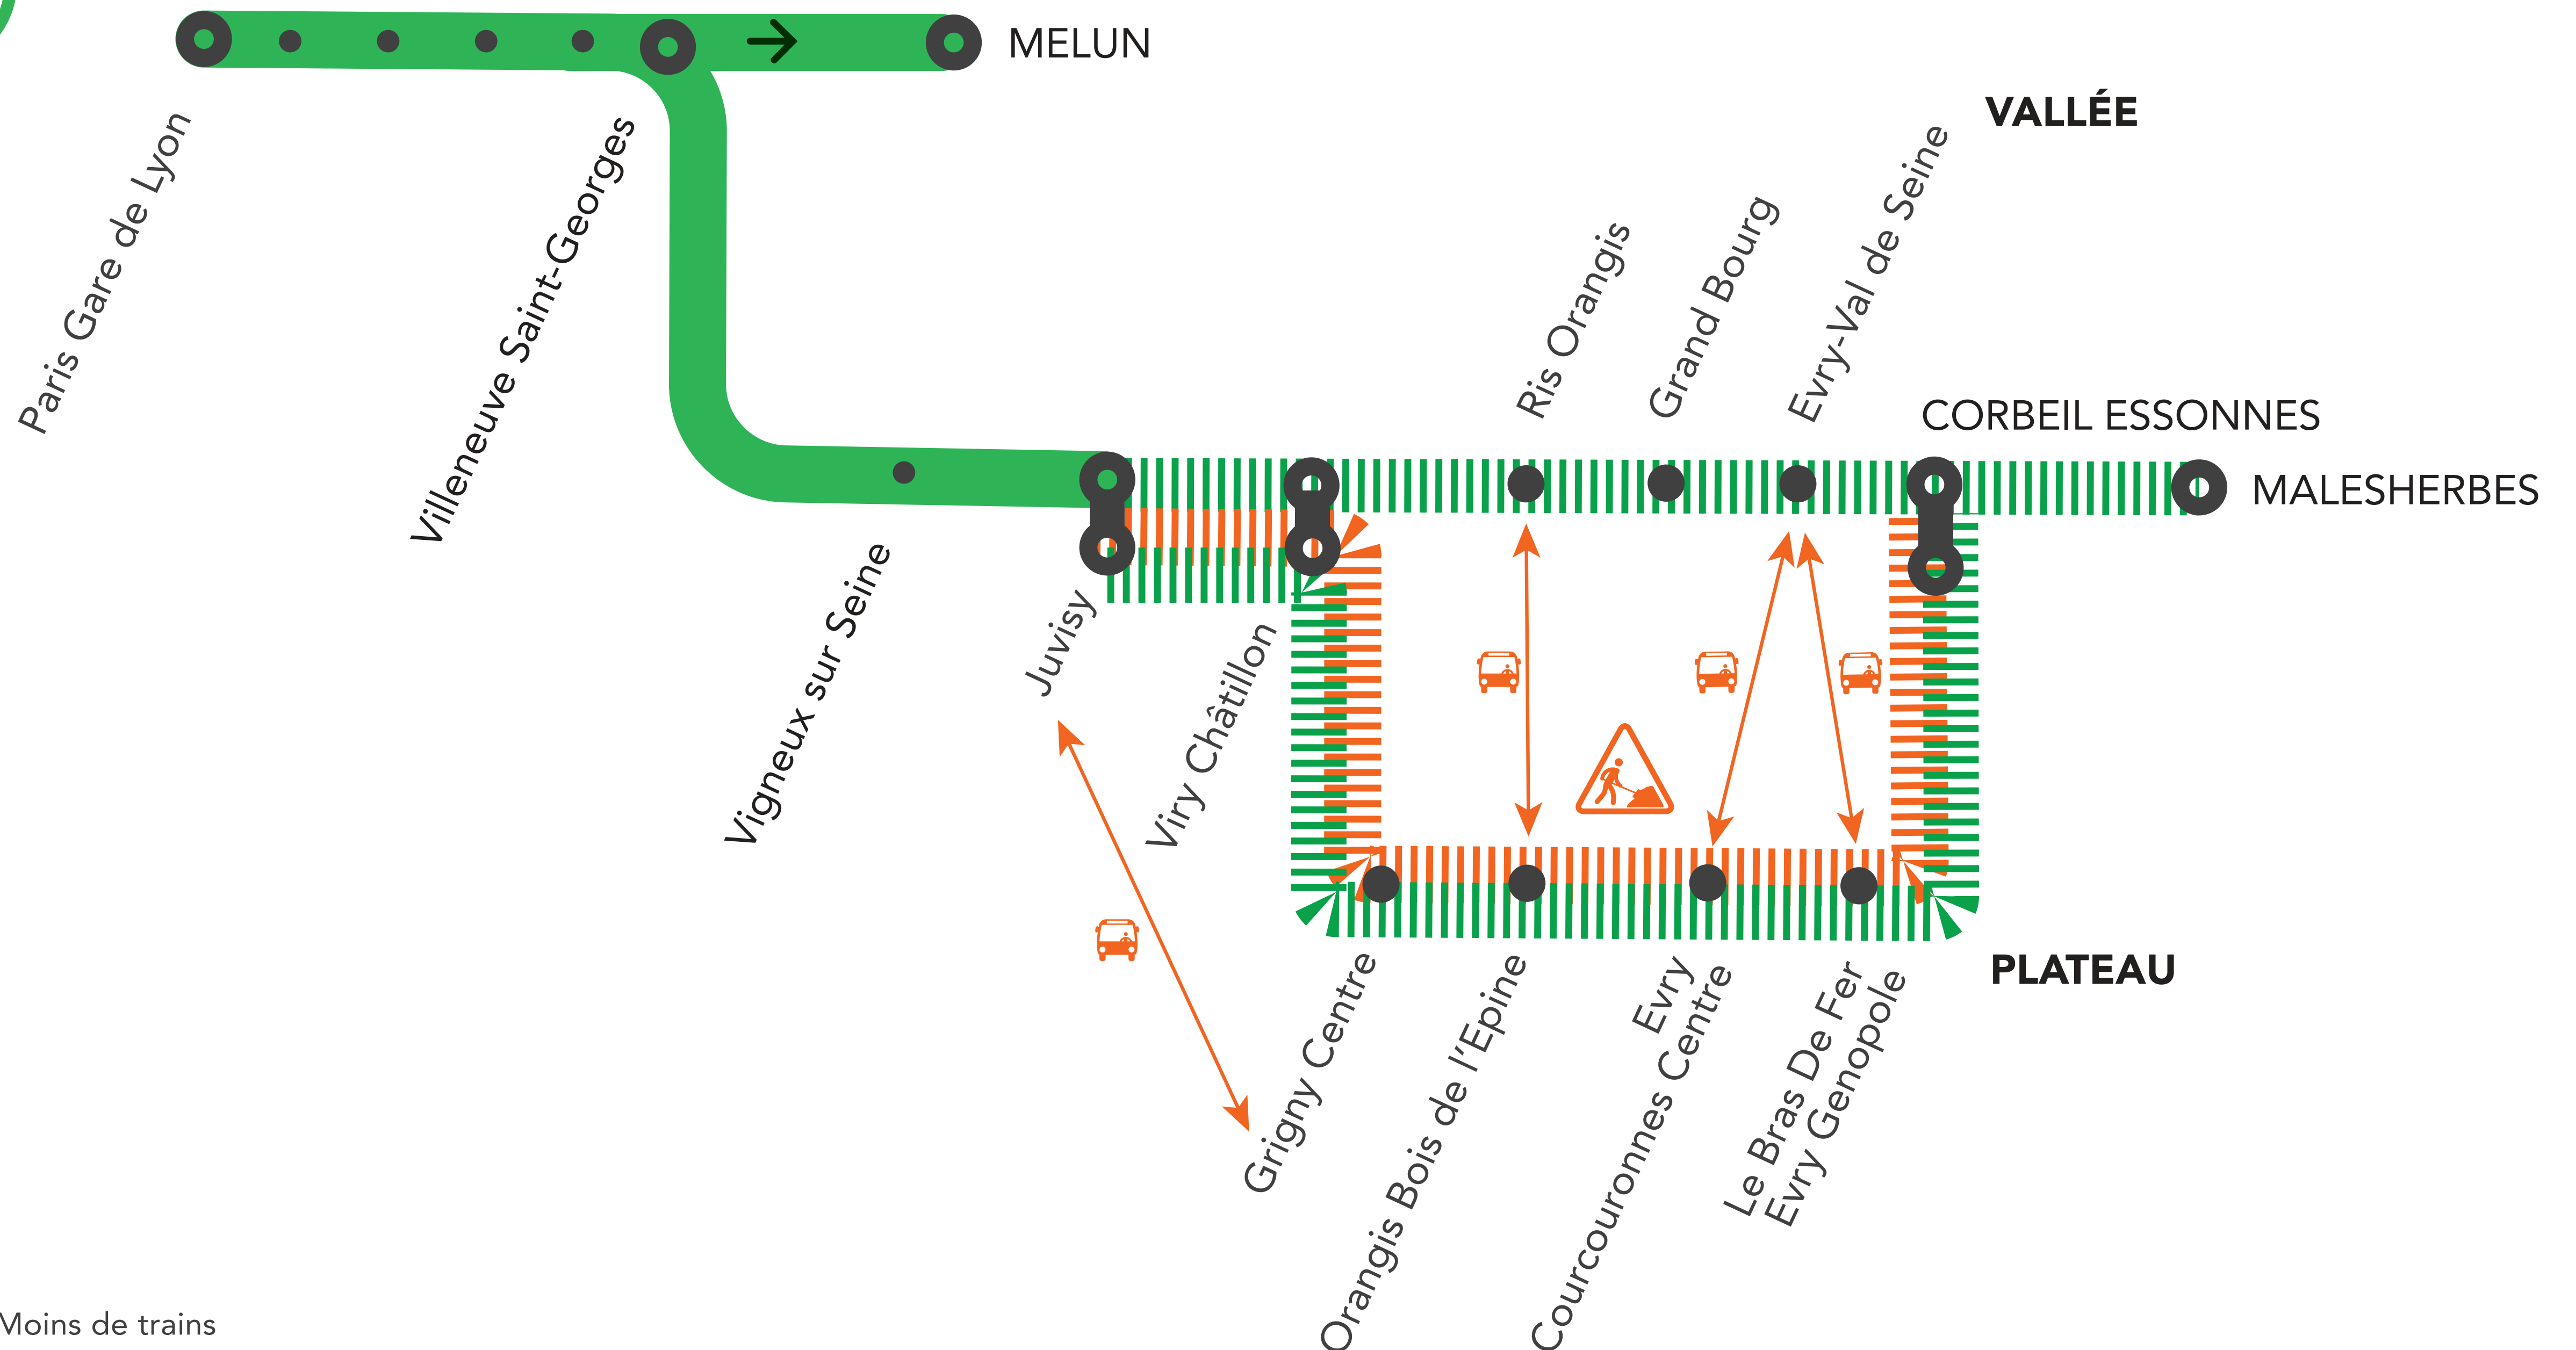 MELUN
VALLÉE
Paris Gare de Lyon
Villeneuve Saint-Georges
Vigneux sur Seine
Juvisy
Viry Châtillon
Ris Orangis
Grand Bourg
Evry-Val de Seine
CORBEIL ESSONNES
MALESHERBES
PLATEAU
Grigny Centre
Orangis Bois de l'Epine
Evry
Courcouronnes Centre
Le Bras De Fer
Evry Genopole
Moins de trains